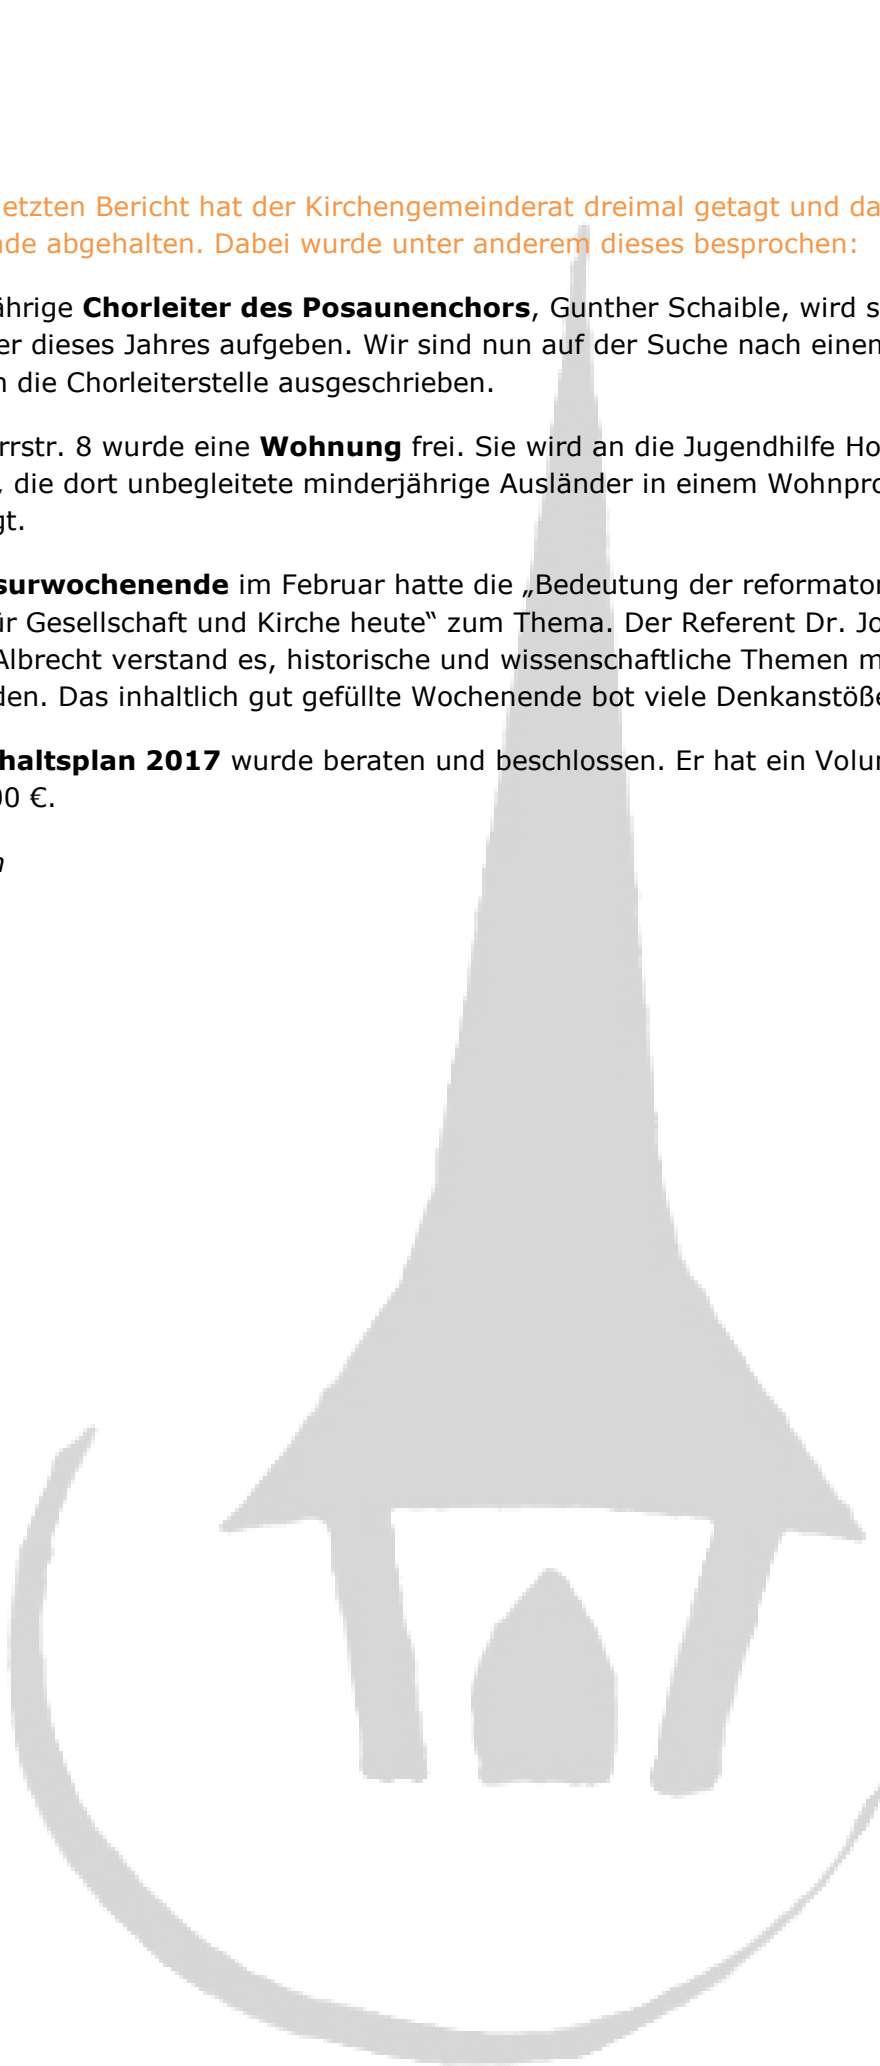 etzten Bericht hat der Kirchengemeinderat dreimal getagt und da
nde abgehalten. Dabei wurde unter anderem dieses besprochen:
ährige Chorleiter des Posaunenchors, Gunther Schaible, wird s
er dieses Jahres aufgeben. Wir sind nun auf der Suche nach einen
n die Chorleiterstelle ausgeschrieben.
rrstr. 8 wurde eine Wohnung frei. Sie wird an die Jugendhilfe Ho
, die dort unbegleitete minderjährige Ausländer in einem Wohnpro
gt.
surwochenende im Februar hatte die „Bedeutung der reformator
ür Gesellschaft und Kirche heute“ zum Thema. Der Referent Dr. Jo
Albrecht verstand es, historische und wissenschaftliche Themen m
den. Das inhaltlich gut gefüllte Wochenende bot viele Denkanstöße
haltsplan 2017 wurde beraten und beschlossen. Er hat ein Volu
00 €.
n